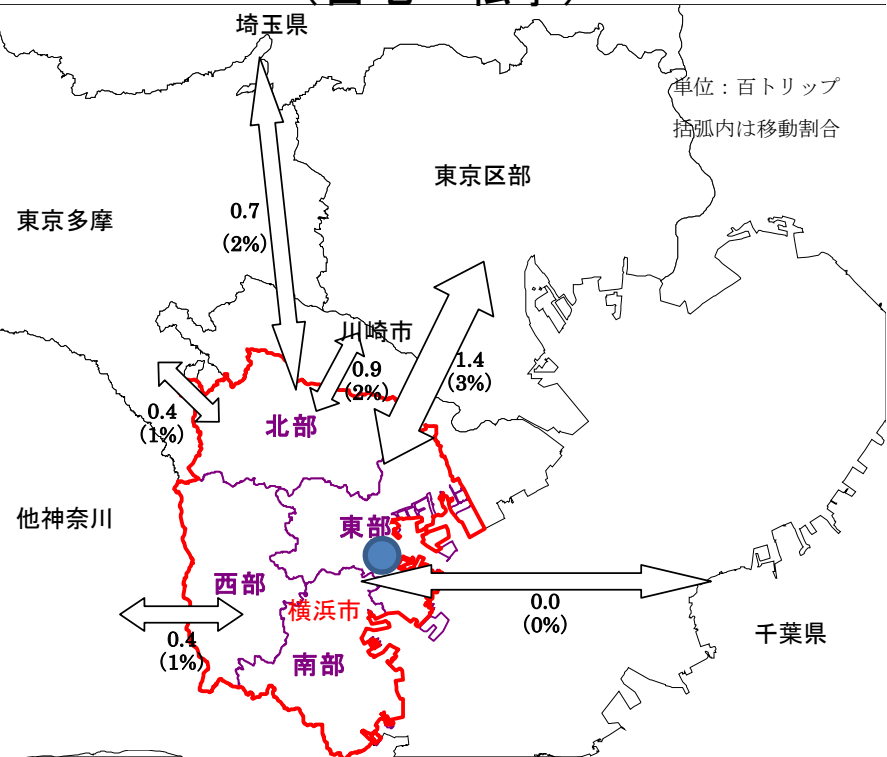 埼玉県
単位：百トリップ
括弧内は移動割合
東京区部
東京多摩
0.7
(2%)
川崎市
0.9
(2%)
1.4
(3%)
0.4
(1%)
北部
他神奈川
東部
西部
横浜市
0.0
(0%)
0.4
(1%)
千葉県
南部